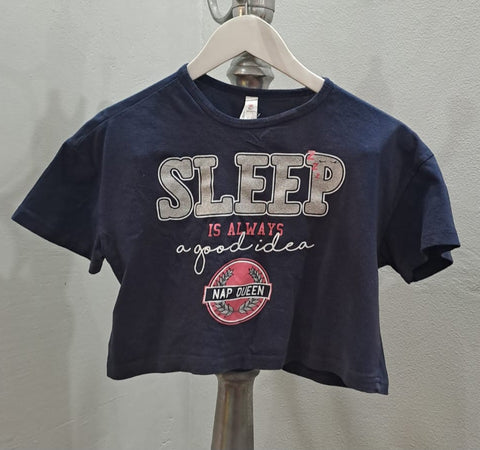 SLEEP
IS ALWAYS
a good idea
NAP QUEEN